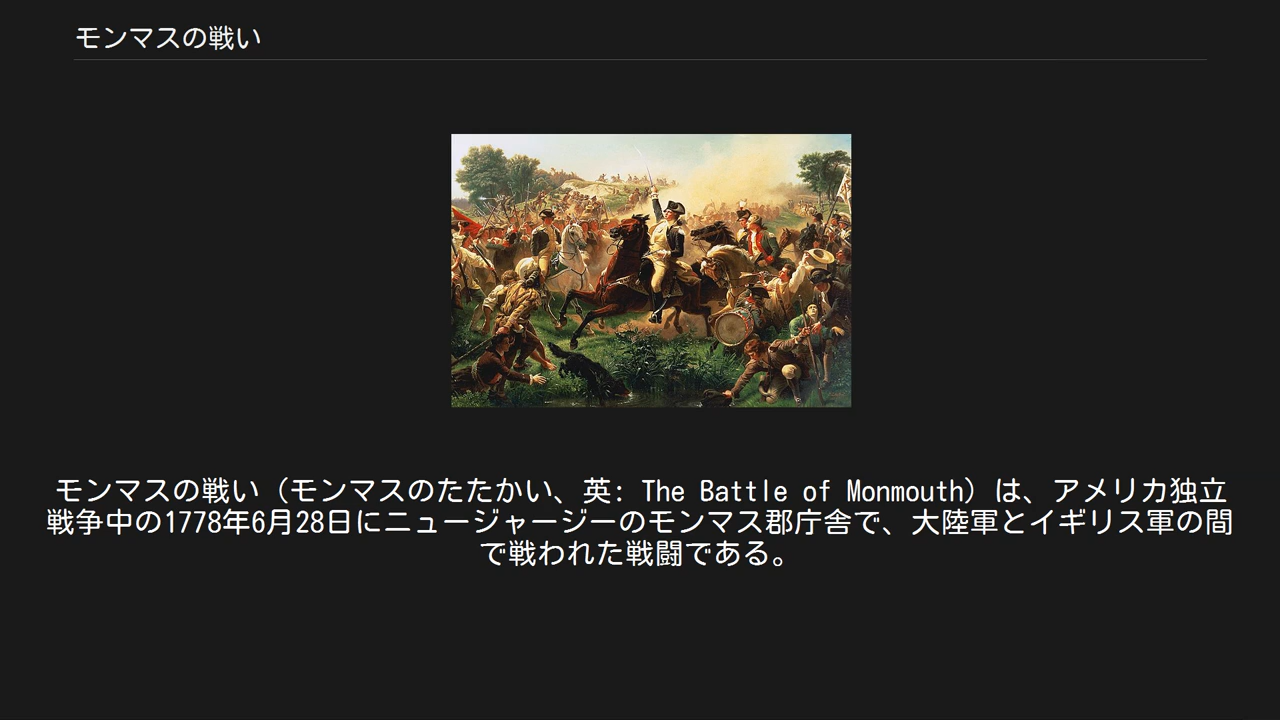 モンマスの戦い
モンマスの戦い（モンマスのたたかい、英: The Battle of Monmouth）は、アメリカ独立
戦争中の1778年6月28日にニュージャージーのモンマス郡庁舎で、大陸軍とイギリス軍の間
で戦われた戦闘である。